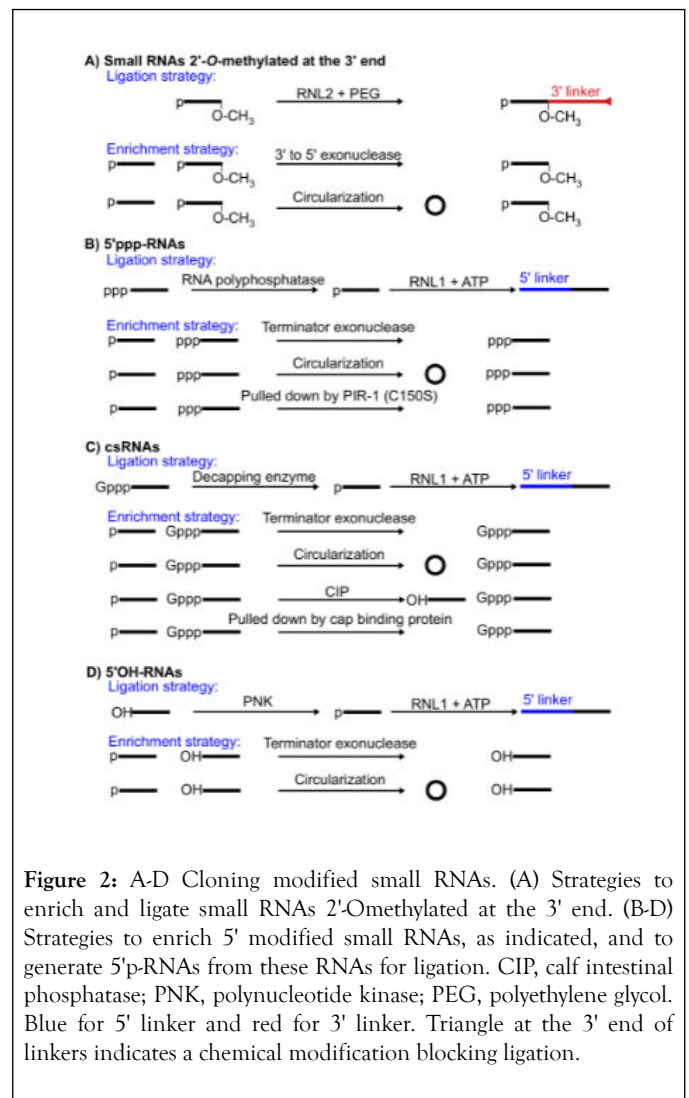 A) Small RNAs 2'-O-methylated at the 3' end
Ligation strategy:
p RNL2 + PEG p 3' linker
O-CH3 O-CH3
Enrichment strategy:
p p 3' to 5' exonuclease p
O-CH3 O-CH3
p p Circularization p
O-CH3 O-CH3
B) 5'ppp-RNAs
Ligation strategy:
ppp RNA polyphosphatase p RNL1 + ATP 5' linker
Enrichment strategy:
p ppp Terminator exonuclease ppp
p ppp Circularization ppp
p ppp Pulled down by PIR-1 (C150S) ppp
C) csRNAs
Ligation strategy:
Gppp Decapping enzyme p RNL1 + ATP 5' linker
Enrichment strategy:
p Gppp Terminator exonuclease Gppp
p Gppp Circularization Gppp
p Gppp CIP OH Gppp
p Gppp Pulled down by cap binding protein Gppp
D) 5'OH-RNAs
Ligation strategy:
OH PNK p RNL1 + ATP 5' linker
Enrichment strategy:
p OH Terminator exonuclease OH
p OH Circularization OH
Figure 2: A-D Cloning modified small RNAs. (A) Strategies to
enrich and ligate small RNAs 2'-Omethylated at the 3' end. (B-D)
Strategies to enrich 5' modified small RNAs, as indicated, and to
generate 5'p-RNAs from these RNAs for ligation. CIP, calf intestinal
phosphatase; PNK, polynucleotide kinase; PEG, polyethylene glycol.
Blue for 5' linker and red for 3' linker. Triangle at the 3' end of
linkers indicates a chemical modification blocking ligation.